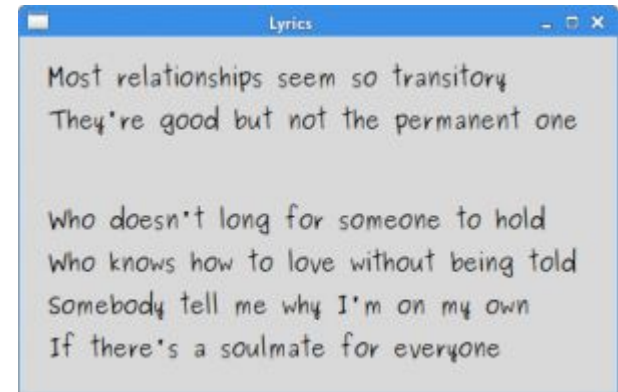 Lyrics
Most relationships seem so transitory
They're good but not the permanent one
Who doesn't long for someone to hold
Who knows how to love without being told
Somebody tell me why I'm on my own
If there's a soulmate for everyone